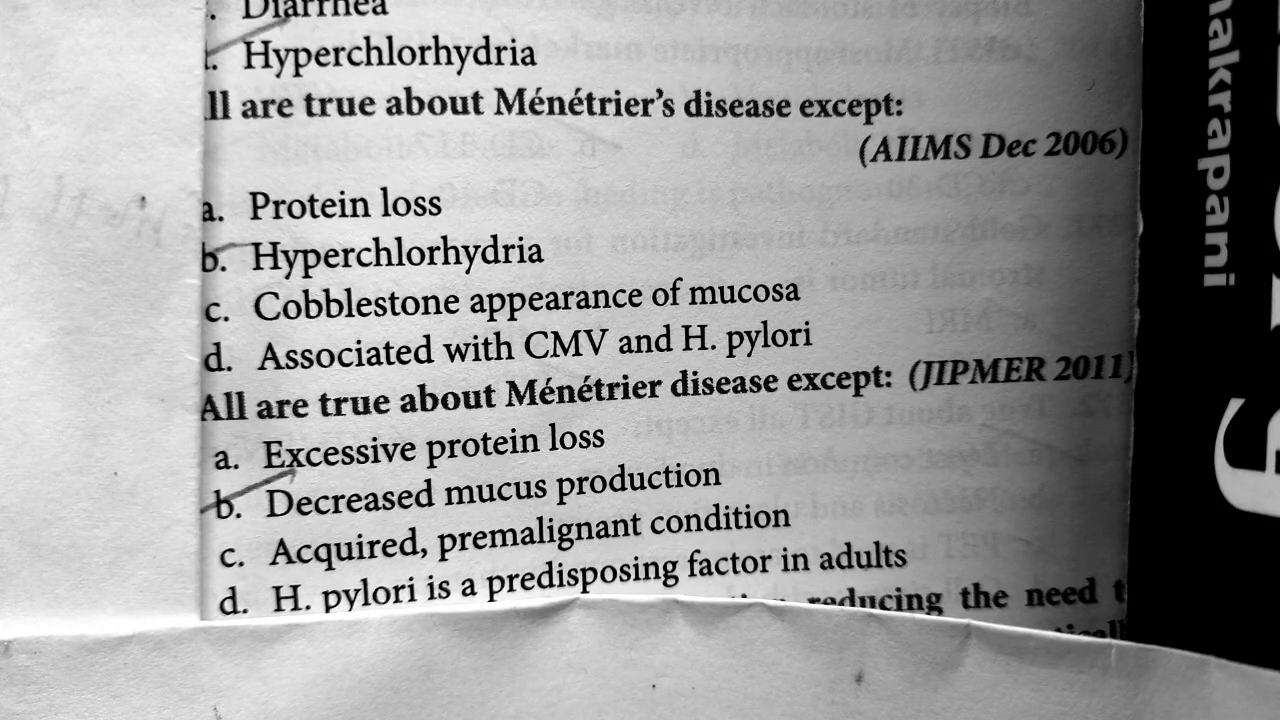 . Diarrhea
. Hyperchlorhydria
ll are true about Ménétrier's disease except:
(AIIMS Dec 2006)
a. Protein loss
b. Hyperchlorhydria
c. Cobblestone appearance of mucosa
d. Associated with CMV and H. pylori
All are true about Ménétrier disease except: (JIPMER 2011)
a. Excessive protein loss
b. Decreased mucus production
c. Acquired, premalignant condition
d. H. pylori is a predisposing factor in adults
reducing the need t
nakrapani